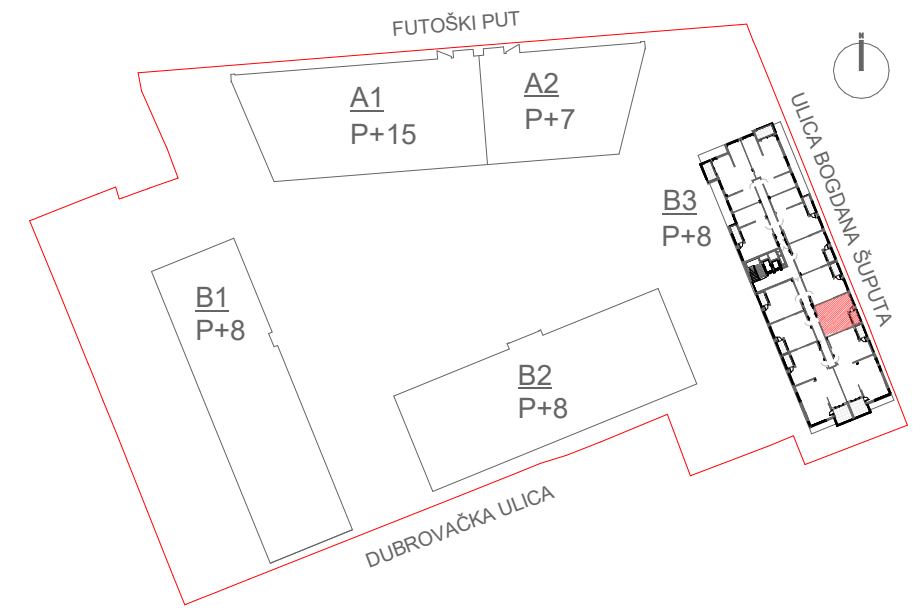 FUTOŠKI PUT
N
A1
P+15
A2
P+7
ULICA BOGDANA ŠUPUTA
B3
P+8
B1
P+8
B2
P+8
DUBROVAČKA ULICA